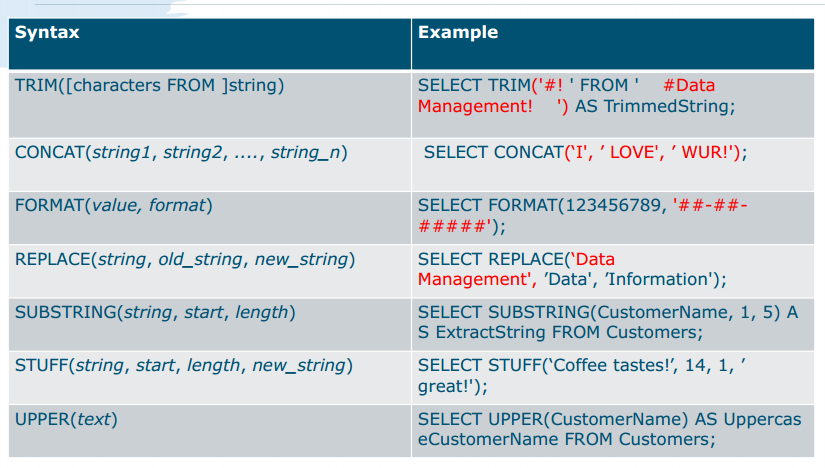 Syntax
Example
TRIM([characters FROM ]string)
SELECT TRIM('#! ' FROM '    #Data
Management!    ') AS TrimmedString;
CONCAT(string1, string2, ...., string_n)
SELECT CONCAT(‘I', ’ LOVE', ’ WUR!');
FORMAT(value, format)
SELECT FORMAT(123456789, '##-##-
#####');
REPLACE(string, old_string, new_string)
SELECT REPLACE(‘Data
Management', ’Data', ’Information');
SUBSTRING(string, start, length)
SELECT SUBSTRING(CustomerName, 1, 5) A
S ExtractString FROM Customers;
STUFF(string, start, length, new_string)
SELECT STUFF(‘Coffee tastes!’, 14, 1, ’
great!');
UPPER(text)
SELECT UPPER(CustomerName) AS Uppercas
eCustomerName FROM Customers;